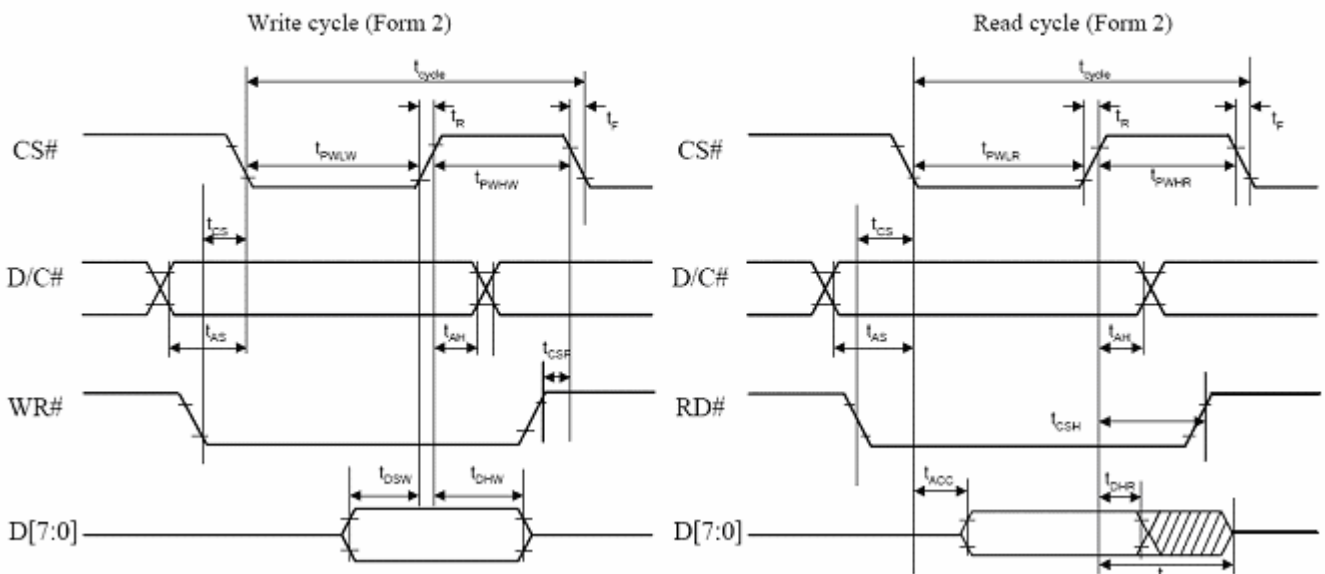 Write cycle (Form 2)
Read cycle (Form 2)
tcycle
tcycle
tR
tF
tR
tF
CS#
tPWLW
tPWHW
CS#
tPWLR
tPWHR
tCS
tCS
D/C#
D/C#
tAS
tAH
tAS
tAH
tCSF
WR#
RD#
tCSH
tDSW
tDHW
tACC
tDHR
D[7:0]
D[7:0]